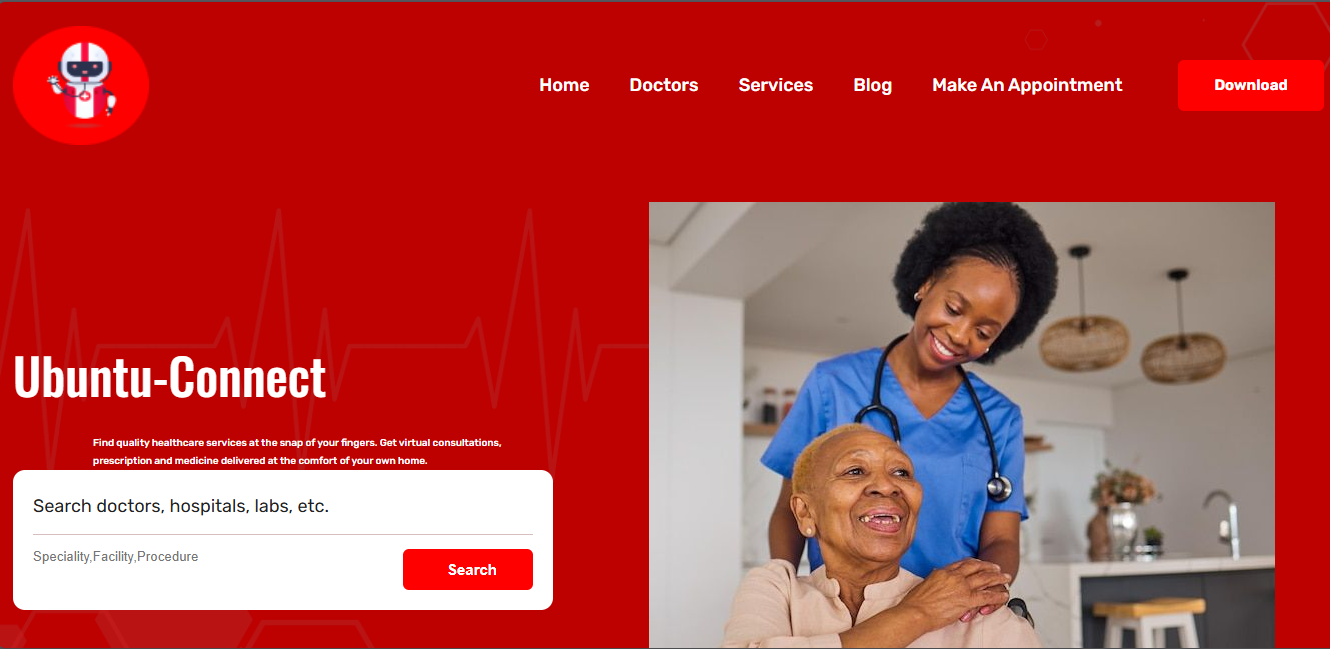 Home
Doctors
Services
Blog
Make An Appointment
Download
Ubuntu-Connect
Find quality healthcare services at the snap of your fingers. Get virtual consultations,
prescription and medicine delivered at the comfort of your own home.
Search doctors, hospitals, labs, etc.
Speciality,Facility,Procedure
Search